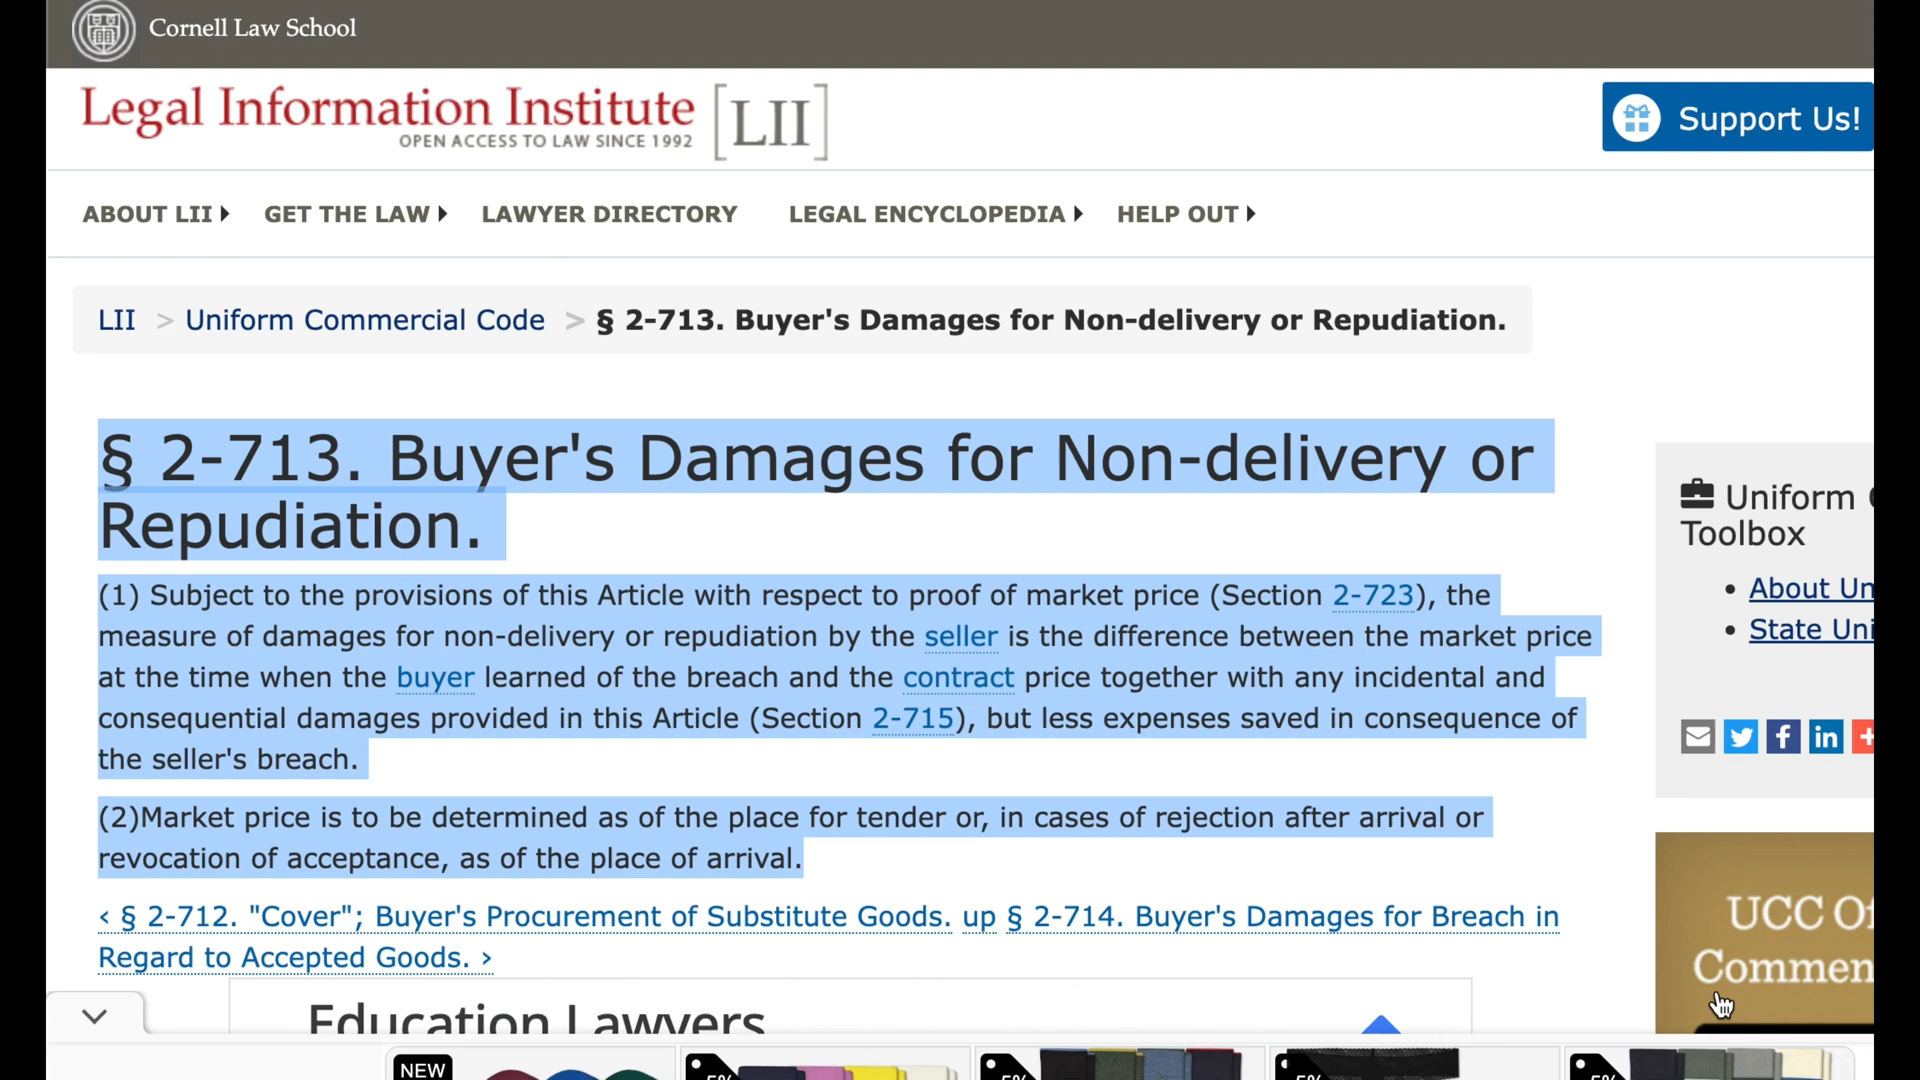 Cornell Law School
Legal Information Institute [LII]
OPEN ACCESS TO LAW SINCE 1992
Support Us!
ABOUT LII GET THE LAW LAWYER DIRECTORY LEGAL ENCYCLOPEDIA HELP OUT
LII > Uniform Commercial Code > § 2-713. Buyer's Damages for Non-delivery or Repudiation.
§ 2-713. Buyer's Damages for Non-delivery or
Repudiation.
(1) Subject to the provisions of this Article with respect to proof of market price (Section 2-723), the
measure of damages for non-delivery or repudiation by the seller is the difference between the market price
at the time when the buyer learned of the breach and the contract price together with any incidental and
consequential damages provided in this Article (Section 2-715), but less expenses saved in consequence of
the seller's breach.
(2)Market price is to be determined as of the place for tender or, in cases of rejection after arrival or
revocation of acceptance, as of the place of arrival.
‹ § 2-712. "Cover"; Buyer's Procurement of Substitute Goods. up § 2-714. Buyer's Damages for Breach in
Regard to Accepted Goods. ›
Uniform
Toolbox
• About Un
• State Uni
UCC Of
Commen
Education Lawyers
NEW